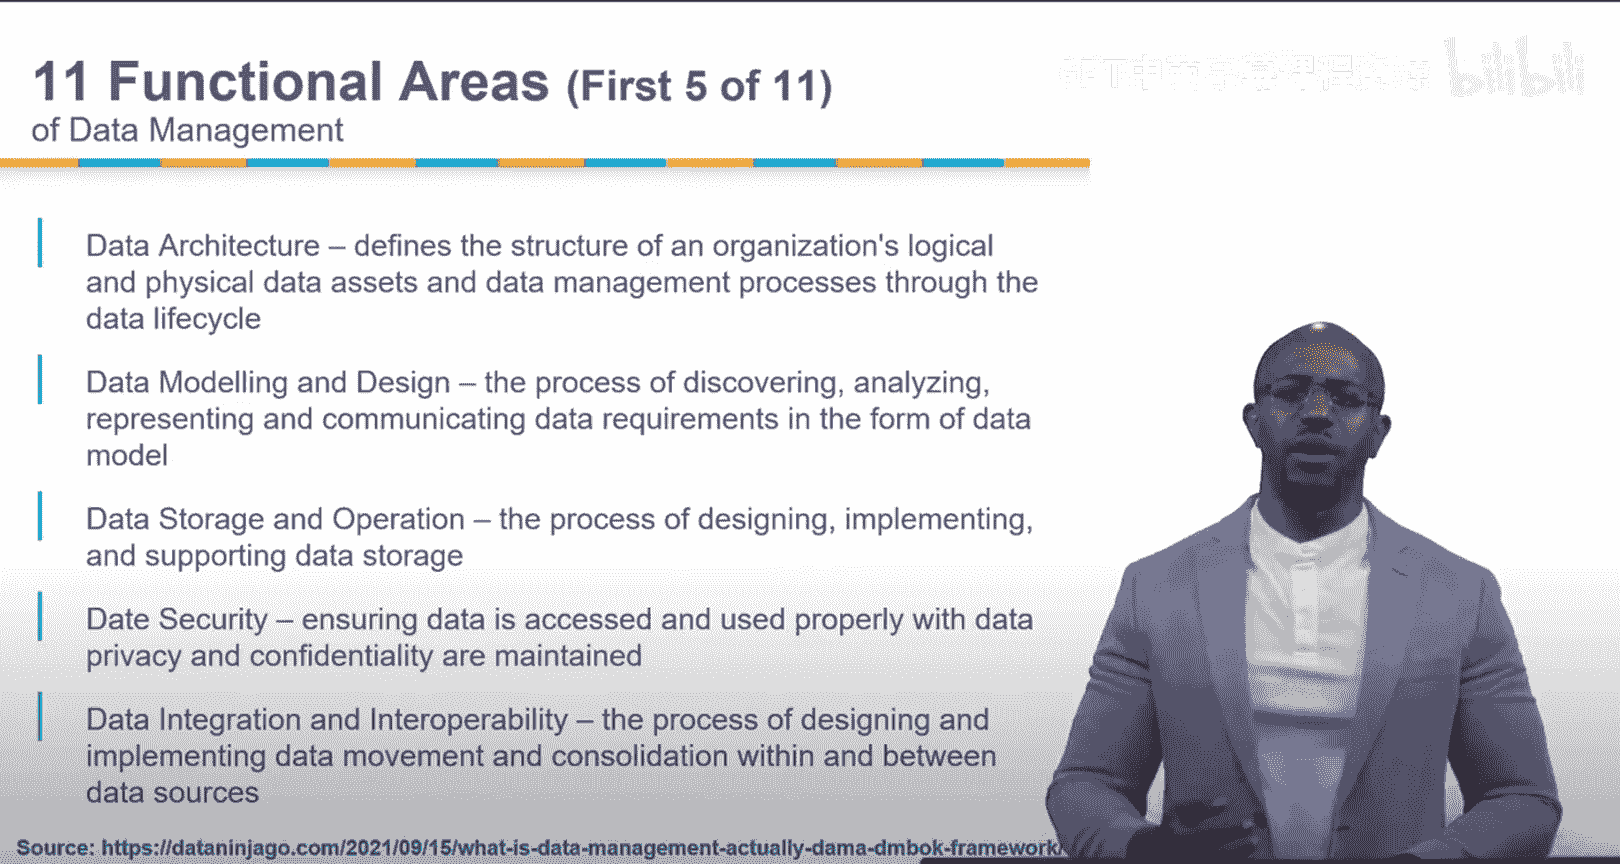 11 Functional Areas (First 5 of 11)
of Data Management
bilibili
Data Architecture – defines the structure of an organization's logical
and physical data assets and data management processes through the
data lifecycle
Data Modelling and Design – the process of discovering, analyzing,
representing and communicating data requirements in the form of data
model
Data Storage and Operation – the process of designing, implementing,
and supporting data storage
Date Security – ensuring data is accessed and used properly with data
privacy and confidentiality are maintained
Data Integration and Interoperability – the process of designing and
implementing data movement and consolidation within and between
data sources
Source: https://dataninjago.com/2021/09/15/what-is-data-management-actually-dama-dmbok-framework/